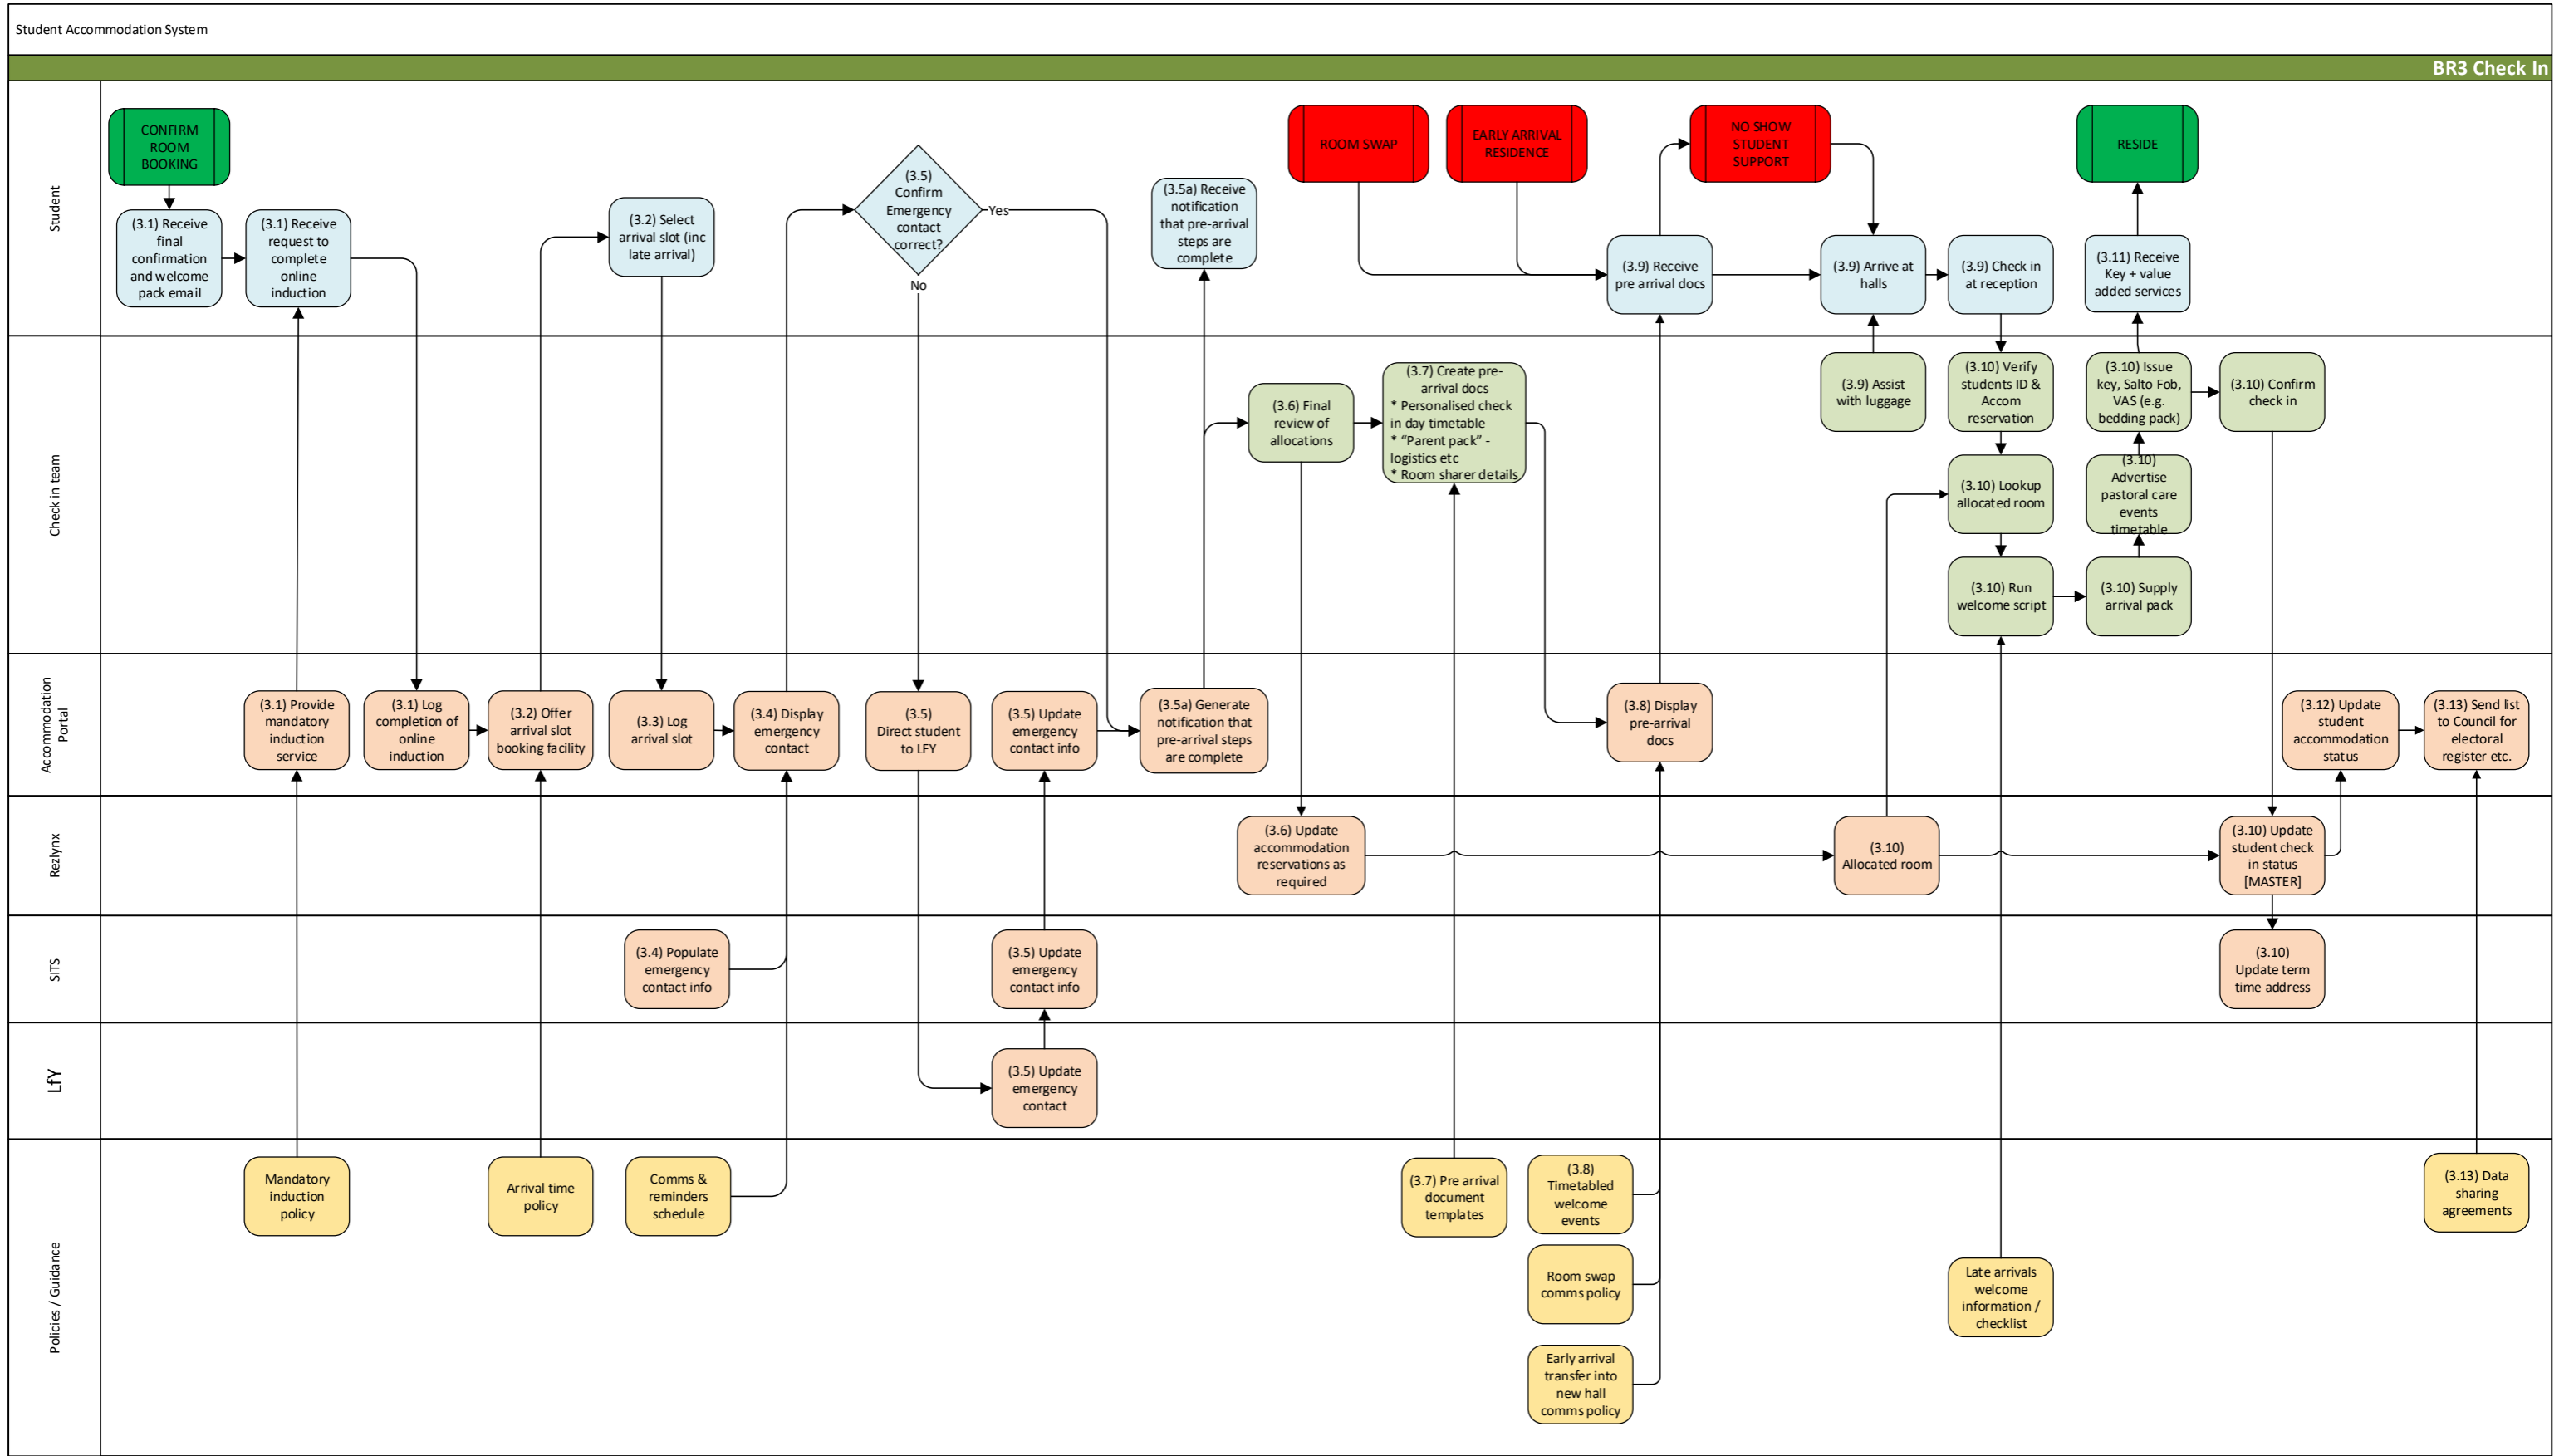 Student Accommodation System
BR3 Check In
Student
CONFIRM
ROOM
BOOKING
(3.1) Receive
final
confirmation
and welcome
pack email
(3.1) Receive
request to
complete
online
induction
(3.2) Select
arrival slot (inc
late arrival)
(3.5)
Confirm
Emergency
contact
correct?
Yes
No
(3.5a) Receive
notification
that pre-arrival
steps are
complete
ROOM SWAP
EARLY ARRIVAL
RESIDENCE
NO SHOW
STUDENT
SUPPORT
RESIDE
(3.9) Receive
pre arrival docs
(3.9) Arrive at
halls
(3.9) Check in
at reception
(3.11) Receive
Key + value
added services
Check in team
(3.6) Final
review of
allocations
(3.7) Create pre-
arrival docs
* Personalised check
in day timetable
* “Parent pack” -
logistics etc
* Room sharer details
(3.9) Assist
with luggage
(3.10) Verify
students ID &
Accom
reservation
(3.10) Issue
key, Salto Fob,
VAS (e.g.
bedding pack)
(3.10) Confirm
check in
(3.10) Lookup
allocated room
(3.10)
Advertise
pastoral care
events
timetable
(3.10) Run
welcome script
(3.10) Supply
arrival pack
Accommodation
Portal
(3.1) Provide
mandatory
induction
service
(3.1) Log
completion of
online
induction
(3.2) Offer
arrival slot
booking facility
(3.3) Log
arrival slot
(3.4) Display
emergency
contact
(3.5)
Direct student
to LFY
(3.5) Update
emergency
contact info
(3.5a) Generate
notification that
pre-arrival steps
are complete
(3.8) Display
pre-arrival
docs
(3.12) Update
student
accommodation
status
(3.13) Send list
to Council for
electoral
register etc.
Rezlynx
(3.6) Update
accommodation
reservations as
required
(3.10)
Allocated room
(3.10) Update
student check
in status
[MASTER]
SITS
(3.4) Populate
emergency
contact info
(3.5) Update
emergency
contact info
(3.10)
Update term
time address
LfY
(3.5) Update
emergency
contact
Policies / Guidance
Mandatory
induction
policy
Arrival time
policy
Comms &
reminders
schedule
(3.7) Pre arrival
document
templates
(3.8)
Timetabled
welcome
events
Room swap
comms policy
Early arrival
transfer into
new hall
comms policy
Late arrivals
welcome
information /
checklist
(3.13) Data
sharing
agreements